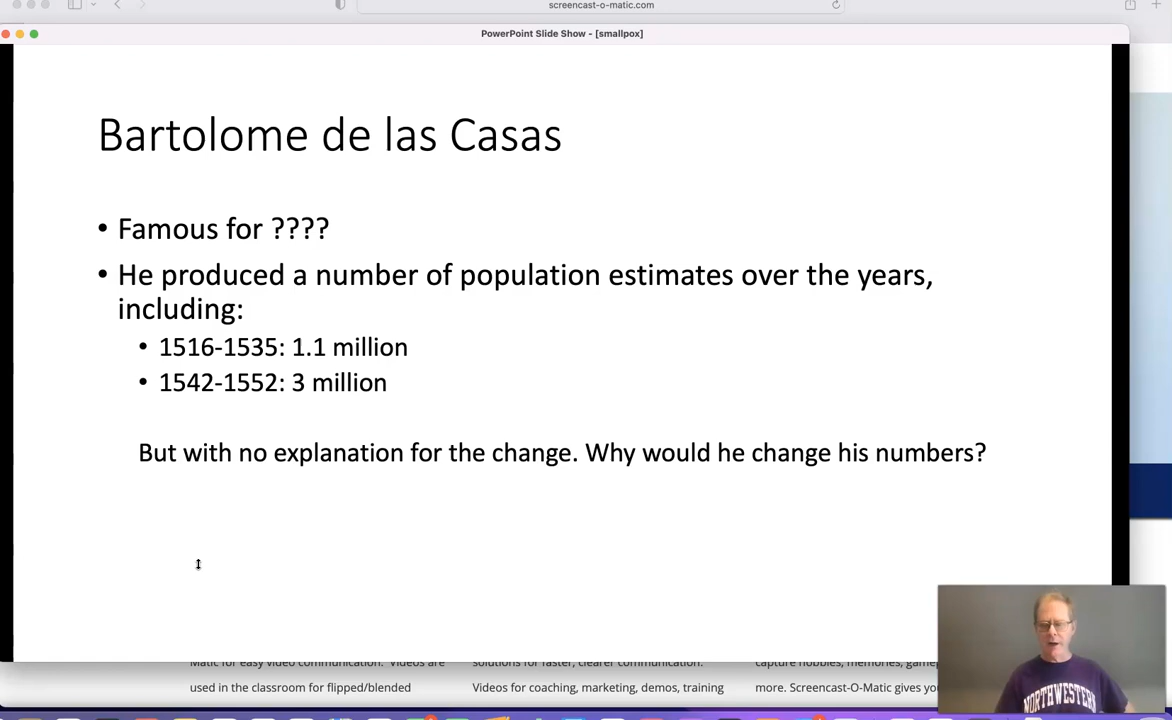 screencast-o-matic.com
PowerPoint Slide Show - [smallpox]
Bartolome de las Casas
• Famous for ????
• He produced a number of population estimates over the years,
including:
• 1516-1535: 1.1 million
• 1542-1552: 3 million
But with no explanation for the change. Why would he change his numbers?
NORTHWESTERN
Matic for easy video communication. Videos are
solutions for faster, clearer communication.
capture hobbies, memories,
used in the classroom for flipped/blended
Videos for coaching, marketing, demos, training
more. Screencast-O-Matic gives